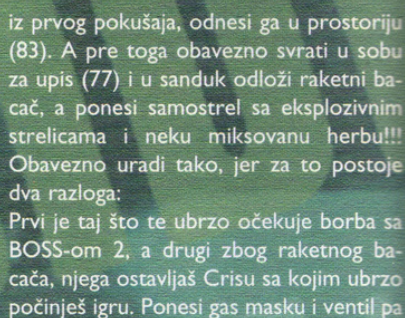 iz prvog pokušaja, odnesi ga u prostoriju
(83). A pre toga obavezno svrati u sobu
za upis (77) i u sanduk odloži raketni ba-
cač, a ponesi samostrel sa eksplozivnim
strelicama i neku miksovanu herbu!!!
Obavezno uradi tako, jer za to postoje
dva razloga:
Prvi je taj što te ubrzo očekuje borba sa
BOSS-om 2, a drugi zbog raketnog ba-
cača, njega ostavljaš Crisu sa kojim ubrzo
počinješ igru. Ponesi gas masku i ventil pa